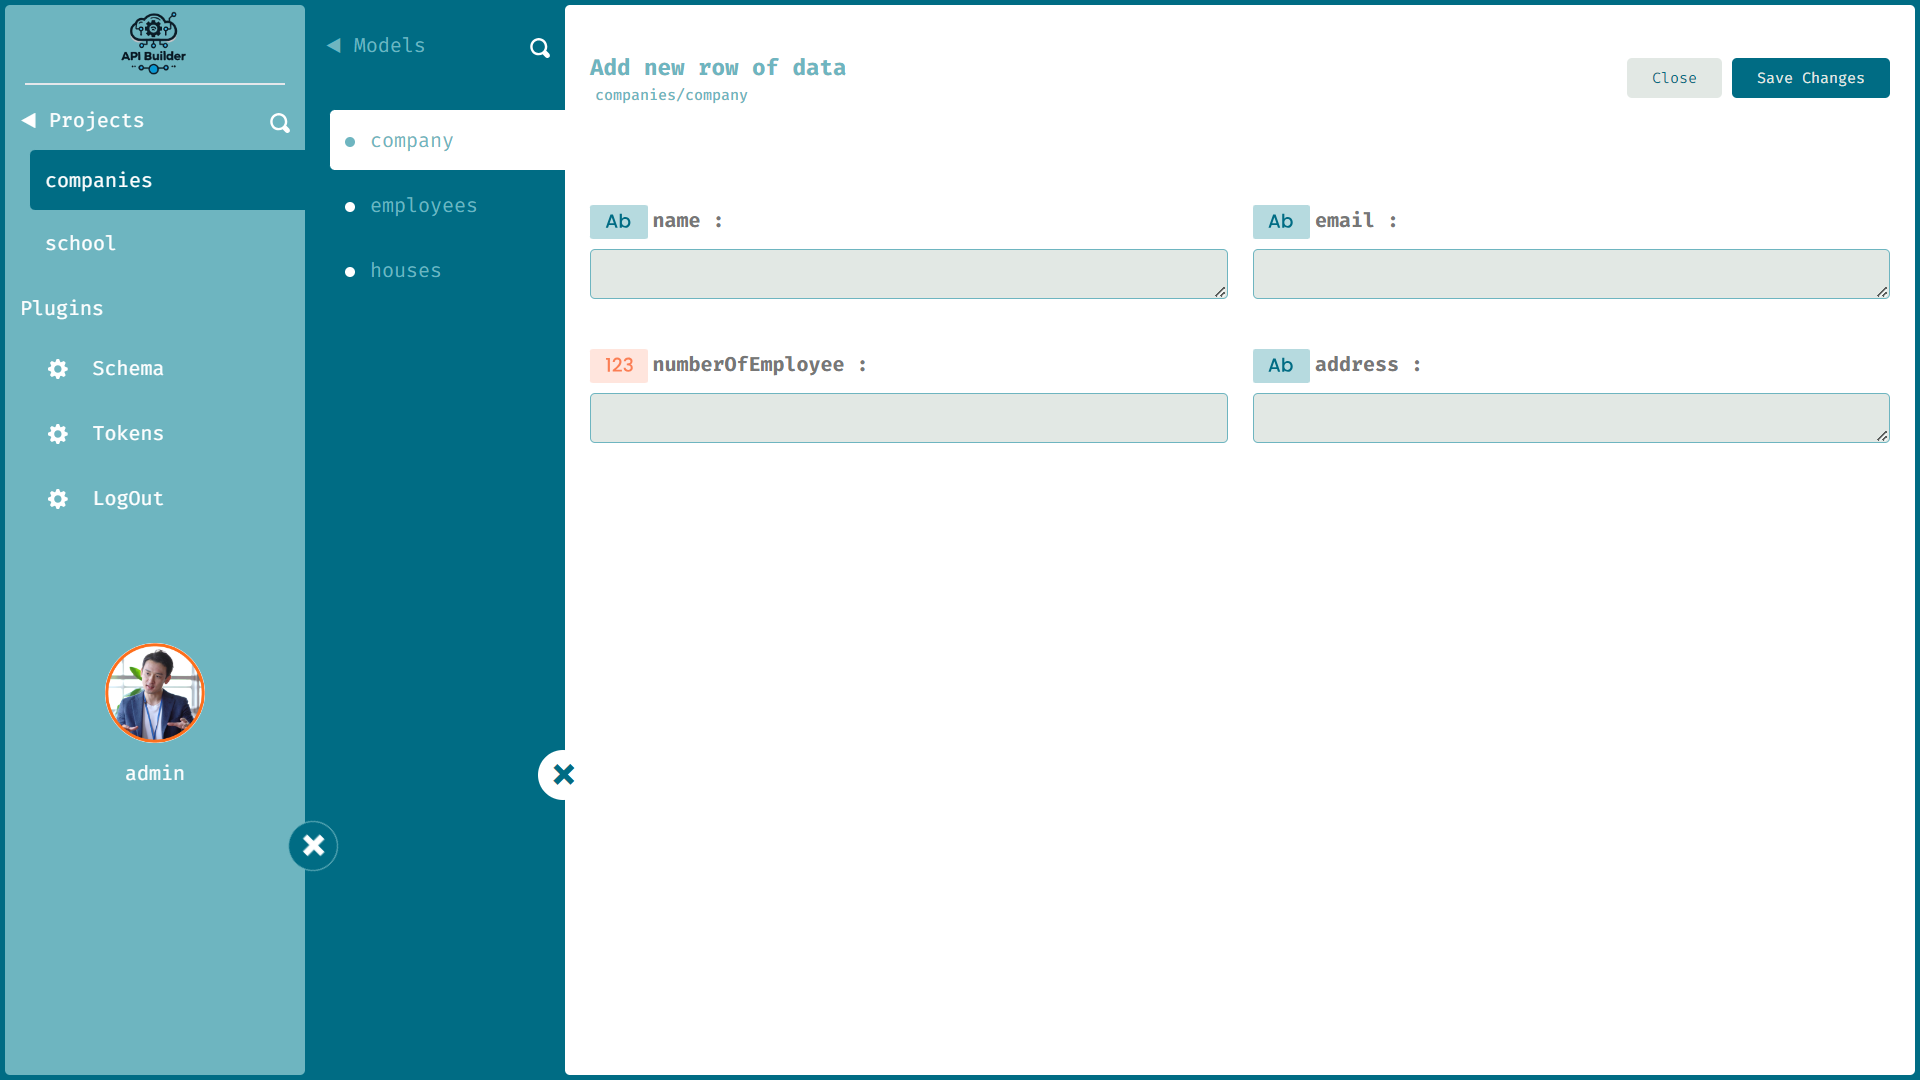 API Builder
Projects
companies
school
Plugins
Schema
Tokens
LogOut
admin
Models
company
employees
houses
Add new row of data
companies/company
Close
Save Changes
Ab name :
Ab email :
123 numberOfEmployee :
Ab address :